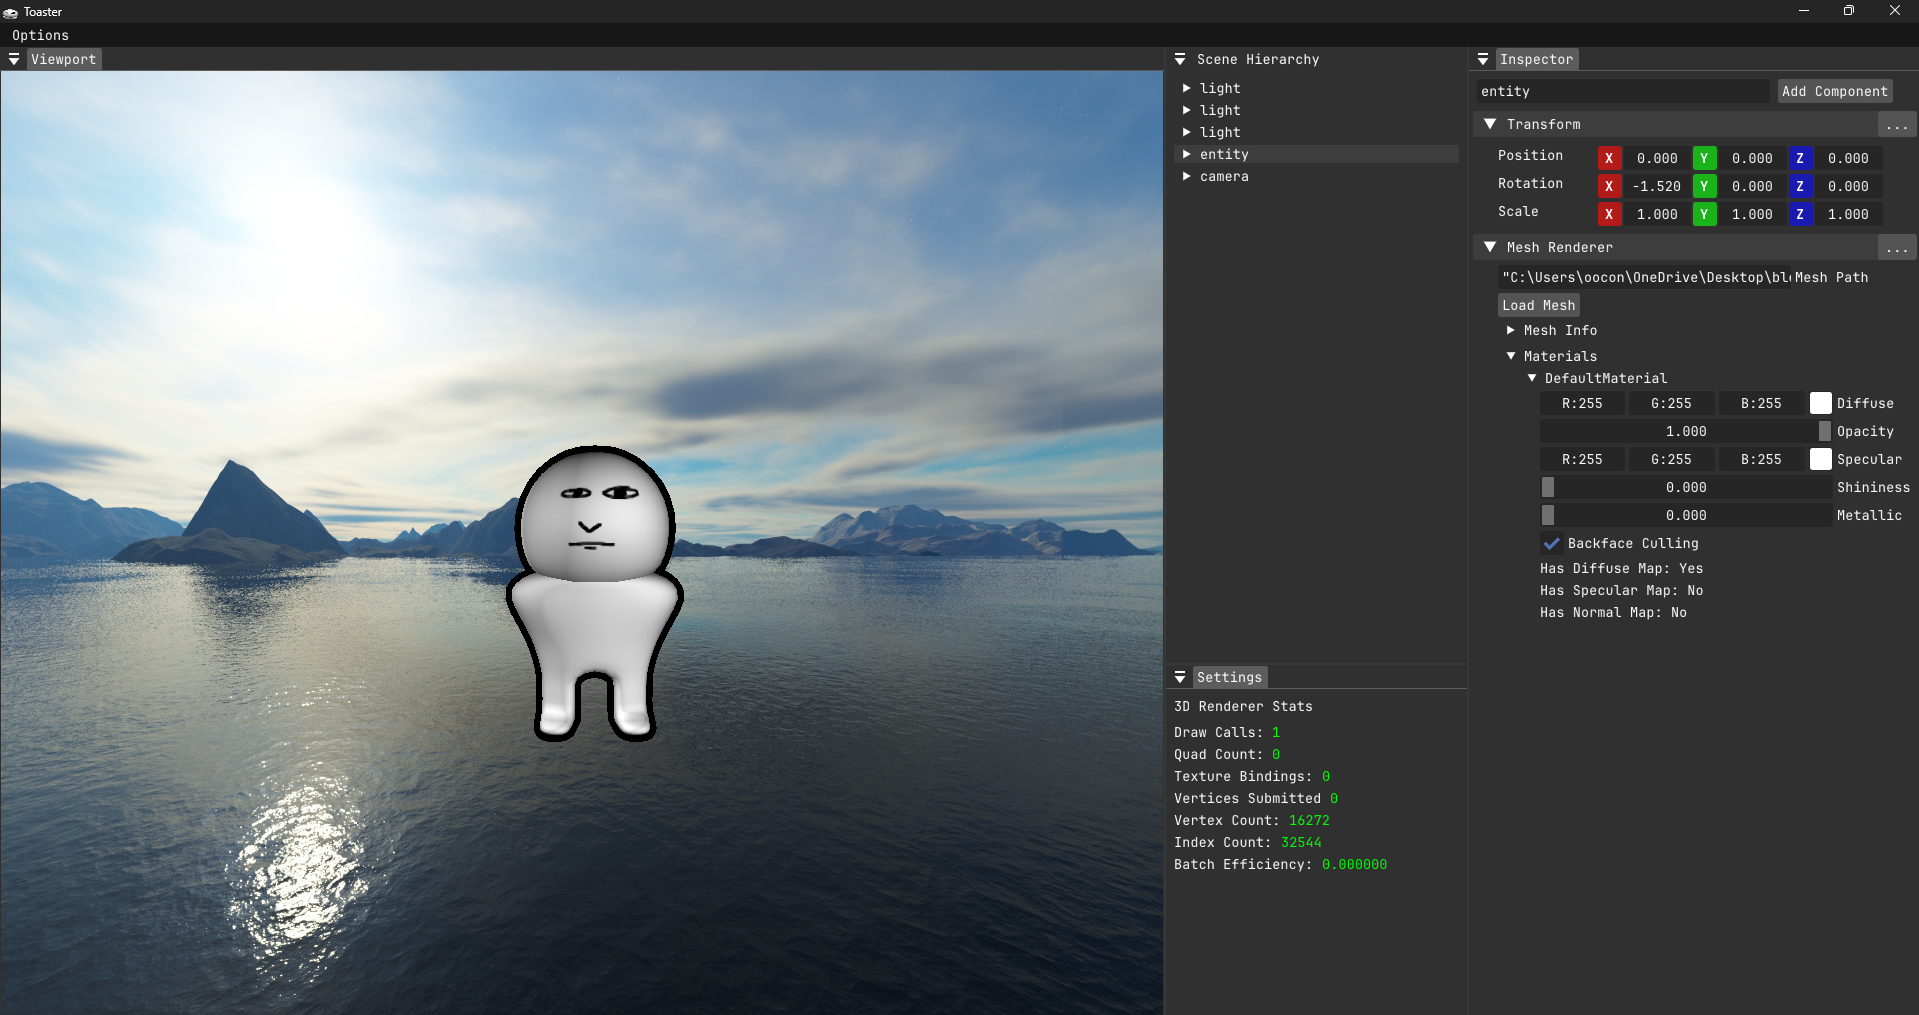 Toaster
Options
Viewport
Scene Hierarchy
light
light
light
entity
camera
Settings
3D Renderer Stats
Draw Calls: 1
Quad Count: 0
Texture Bindings: 0
Vertices Submitted 0
Vertex Count: 16272
Index Count: 32544
Batch Efficiency: 0.000000
Inspector
entity Add Component
Transform ...
Position X 0.000 Y 0.000 Z 0.000
Rotation X -1.520 Y 0.000 Z 0.000
Scale X 1.000 Y 1.000 Z 1.000
Mesh Renderer ...
"C:\Users\oocon\OneDrive\Desktop\bl Mesh Path
Load Mesh
Mesh Info
Materials
DefaultMaterial
R:255 G:255 B:255 Diffuse
1.000 Opacity
R:255 G:255 B:255 Specular
0.000 Shininess
0.000 Metallic
Backface Culling
Has Diffuse Map: Yes
Has Specular Map: No
Has Normal Map: No